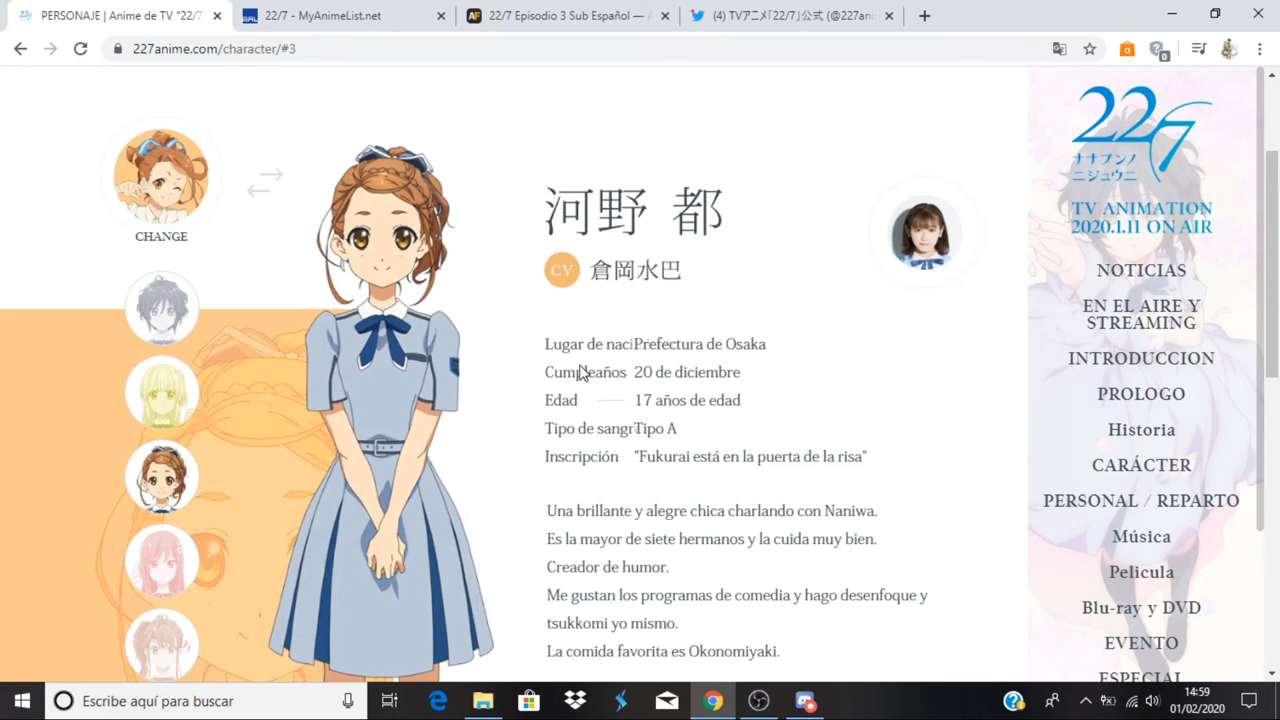 PERSONAJE | Anime de TV "22/7"
22/7 - MyAnimeList.net
22/7 Episodio 3 Sub Español —
(4) TVアニメ「22/7」公式 (@227ani
227anime.com/character/#3
0
CHANGE
河野 都
CV 倉岡水巴
Lugar de naci Prefectura de Osaka
Cumpleaños 20 de diciembre
Edad 17 años de edad
Tipo de sangr Tipo A
Inscripción "Fukurai está en la puerta de la risa"
Una brillante y alegre chica charlando con Naniwa.
Es la mayor de siete hermanos y la cuida muy bien.
Creador de humor.
Me gustan los programas de comedia y hago desenfoque y
tsukkomi yo mismo.
La comida favorita es Okonomiyaki.
22/7
ナナブンノ
ニジュウニ
TV ANIMATION
2020.1.11 ON AIR
NOTICIAS
EN EL AIRE Y
STREAMING
INTRODUCCION
PROLOGO
Historia
CARÁCTER
PERSONAL / REPARTO
Música
Pelicula
Blu-ray y DVD
EVENTO
ESPECIAL
Escribe aquí para buscar
14:59
01/02/2020